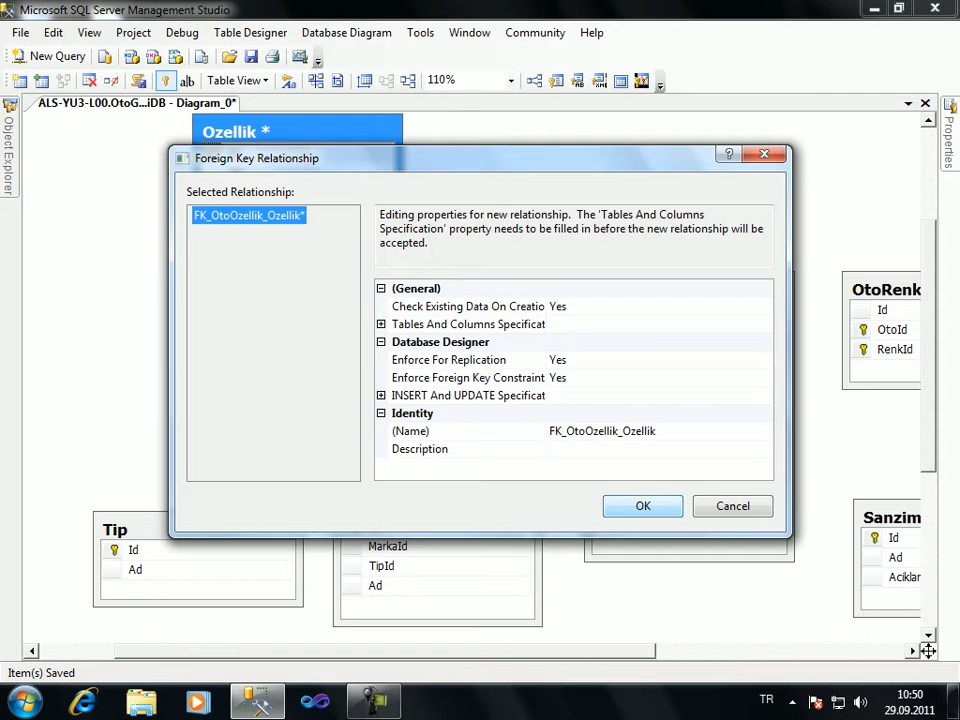 Microsoft SQL Server Management Studio
File Edit View Project Debug Table Designer Database Diagram Tools Window Community Help
New Query
Table View 110%
ALS-YU3-L00.OtoG...iDB - Diagram_0*
Object Explorer
Properties
Ozellik *
Foreign Key Relationship
Selected Relationship:
FK_OtoOzellik_Ozellik*
Editing properties for new relationship. The 'Tables And Columns
Specification' property needs to be filled in before the new relationship will be
accepted.
(General)
Check Existing Data On Creatio Yes
Tables And Columns Specificat
Database Designer
Enforce For Replication Yes
Enforce Foreign Key Constraint Yes
INSERT And UPDATE Specificat
Identity
(Name) FK_OtoOzellik_Ozellik
Description
OK Cancel
OtoRenk
Id
OtoId
RenkId
Tip
Id
Ad
MarkaId
TipId
Ad
Sanzim
Id
Ad
Aciklar
Item(s) Saved
TR
10:50
29.09.2011